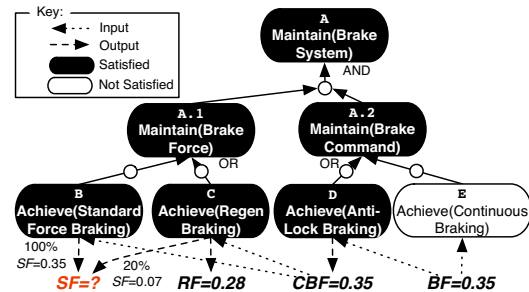 Key:
Input
Output
Satisfied
Not Satisfied
A
Maintain(Brake
System)
AND
A.1
Maintain(Brake
Force)
A.2
Maintain(Brake
Command)
OR
OR
B
Achieve(Standard
Force Braking)
C
Achieve(Regen
Braking)
D
Achieve(Anti-
Lock Braking)
E
Achieve(Continuous
Braking)
100%
SF=0.35
20%
SF=0.07
SF=?
RF=0.28
CBF=0.35
BF=0.35